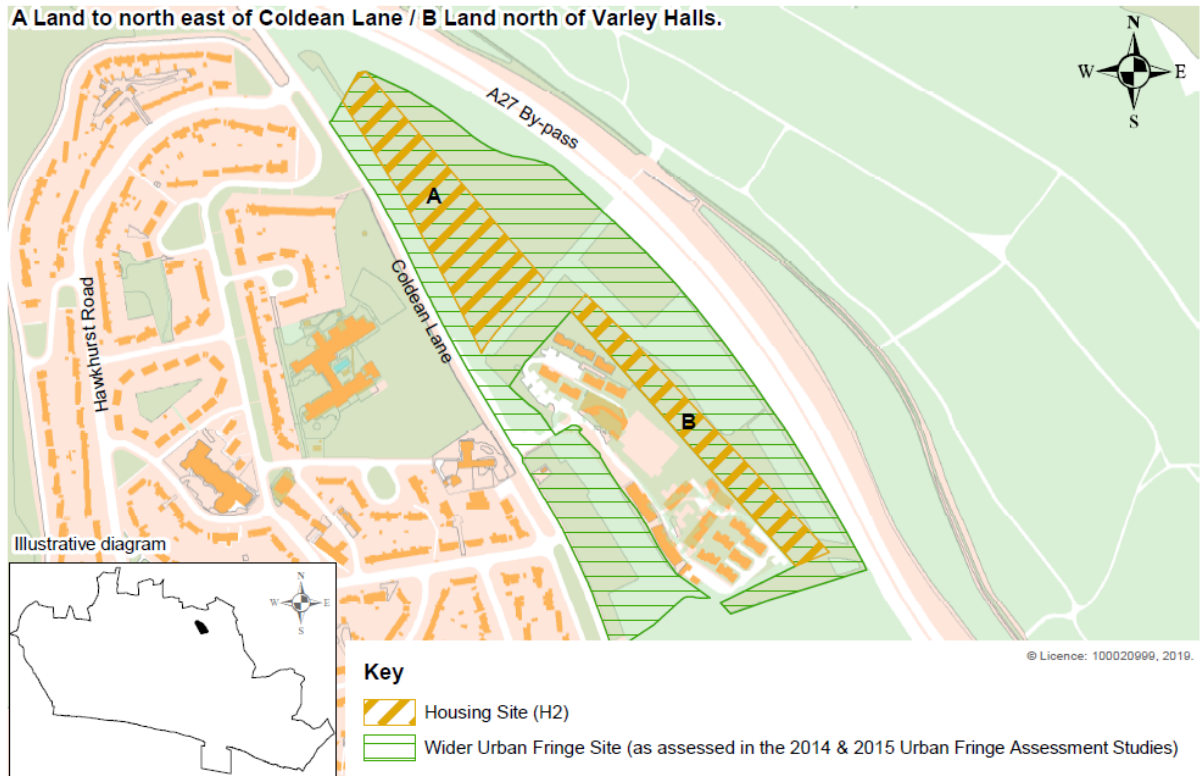 A Land to north east of Coldean Lane / B Land north of Varley Halls.
N
W E
S
A27 By-pass
A
Coldean Lane
Hawkhurst Road
B
Illustrative diagram
N
W E
S
© Licence: 100020999, 2019.
Key
Housing Site (H2)
Wider Urban Fringe Site (as assessed in the 2014 & 2015 Urban Fringe Assessment Studies)